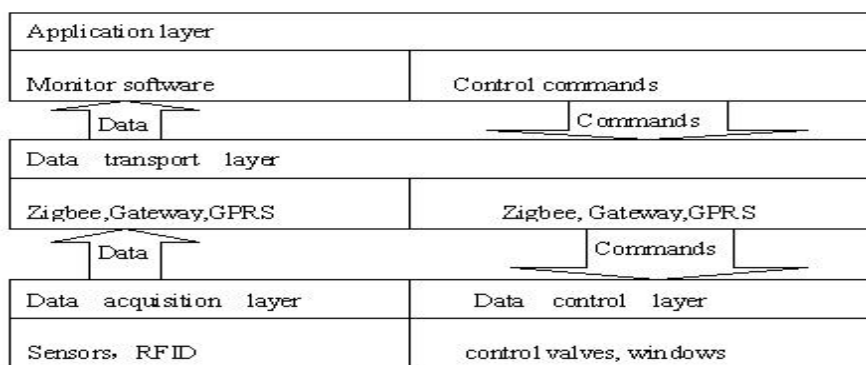 Application layer
Monitor software
Control commands
Data
Commands
Data transport layer
Zigbee,Gateway,GPRS
Zigbee, Gateway,GPRS
Data
Commands
Data acquisition layer
Data control layer
Sensors, RFID
control valves, windows